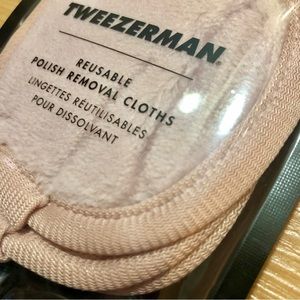 TWEEZERMAN
REUSABLE
POLISH REMOVAL CLOTHS
LINGETTES RÉUTILISABLES
POUR DISSOLVANT